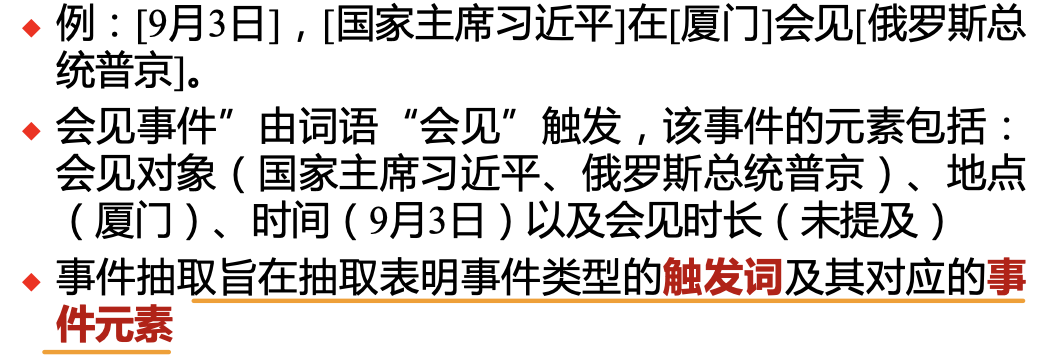 ◆ 例：[9月3日]，[国家主席习近平]在[厦门]会见[俄罗斯总
统普京]。
◆ 会见事件”由词语“会见”触发，该事件的元素包括：
会见对象（国家主席习近平、俄罗斯总统普京）、地点
（厦门）、时间（9月3日）以及会见时长（未提及）
◆ 事件抽取旨在抽取表明事件类型的触发词及其对应的事
件元素